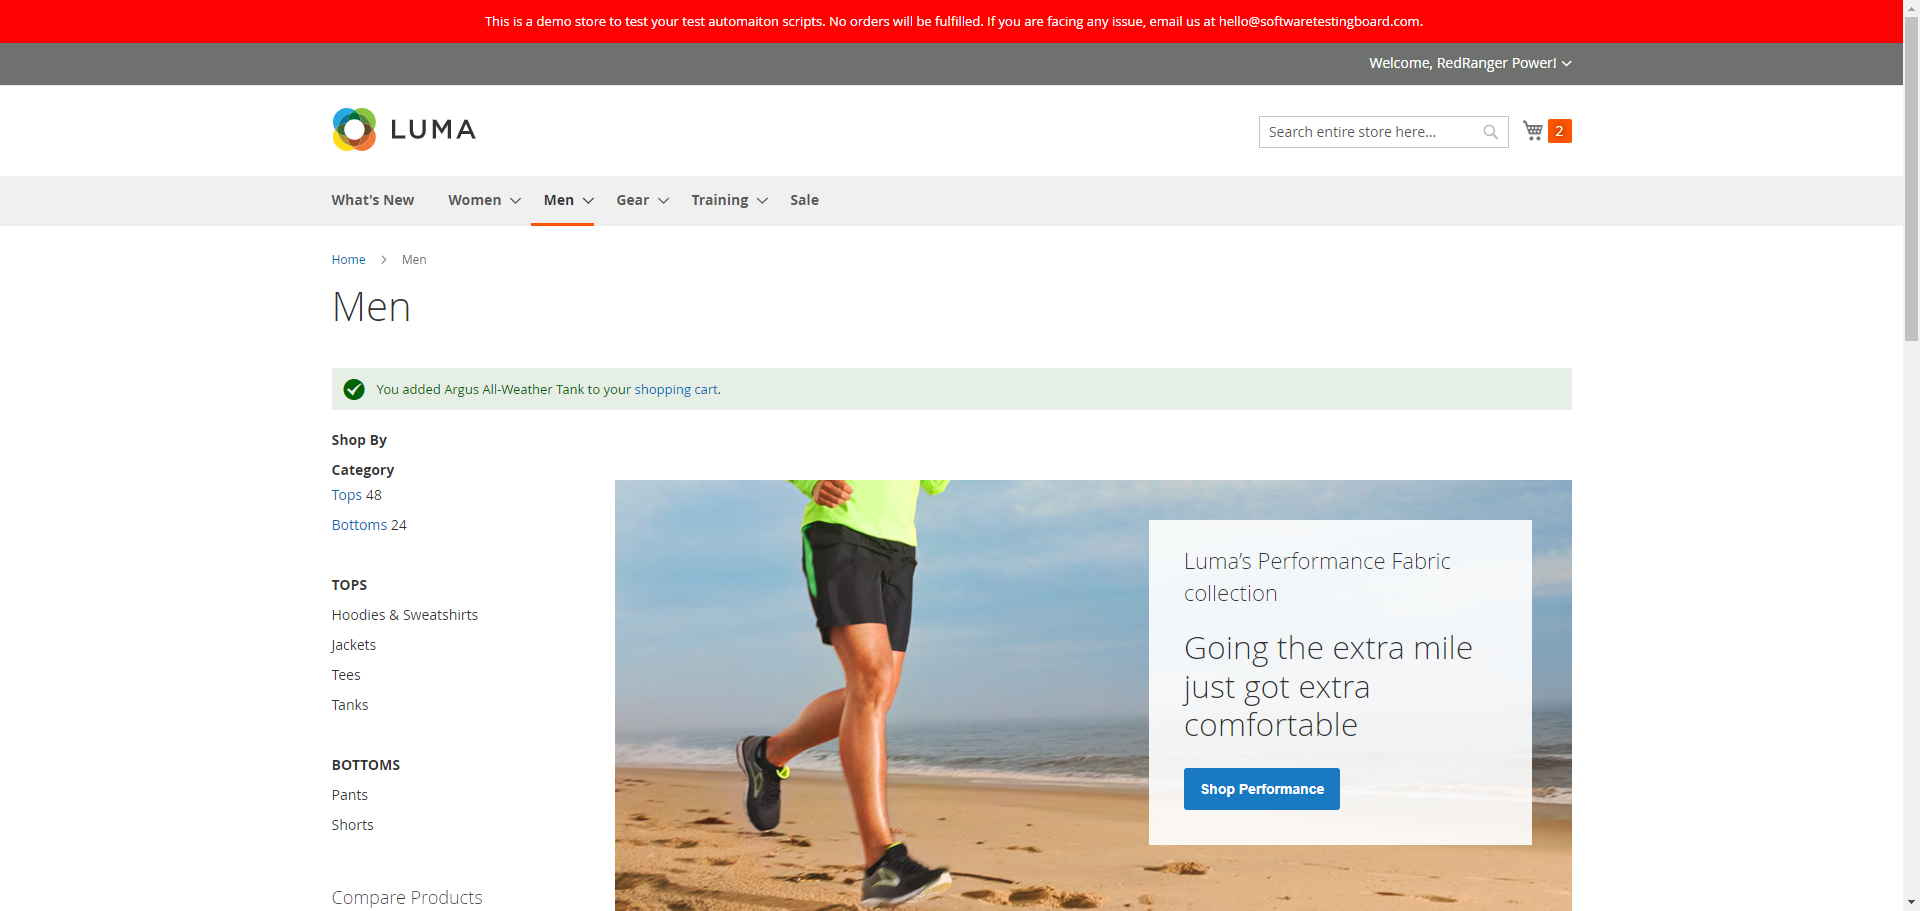 This is a demo store to test your test automaiton scripts. No orders will be fulfilled. If you are facing any issue, email us at hello@softwaretestingboard.com.
Welcome, RedRanger Power!
LUMA
Search entire store here...
2
What's New Women Men Gear Training Sale
Home Men
Men
You added Argus All-Weather Tank to your shopping cart.
Shop By
Category
Tops 48
Bottoms 24
TOPS
Hoodies & Sweatshirts
Jackets
Tees
Tanks
BOTTOMS
Pants
Shorts
Compare Products
Luma’s Performance Fabric
collection
Going the extra mile
just got extra
comfortable
Shop Performance